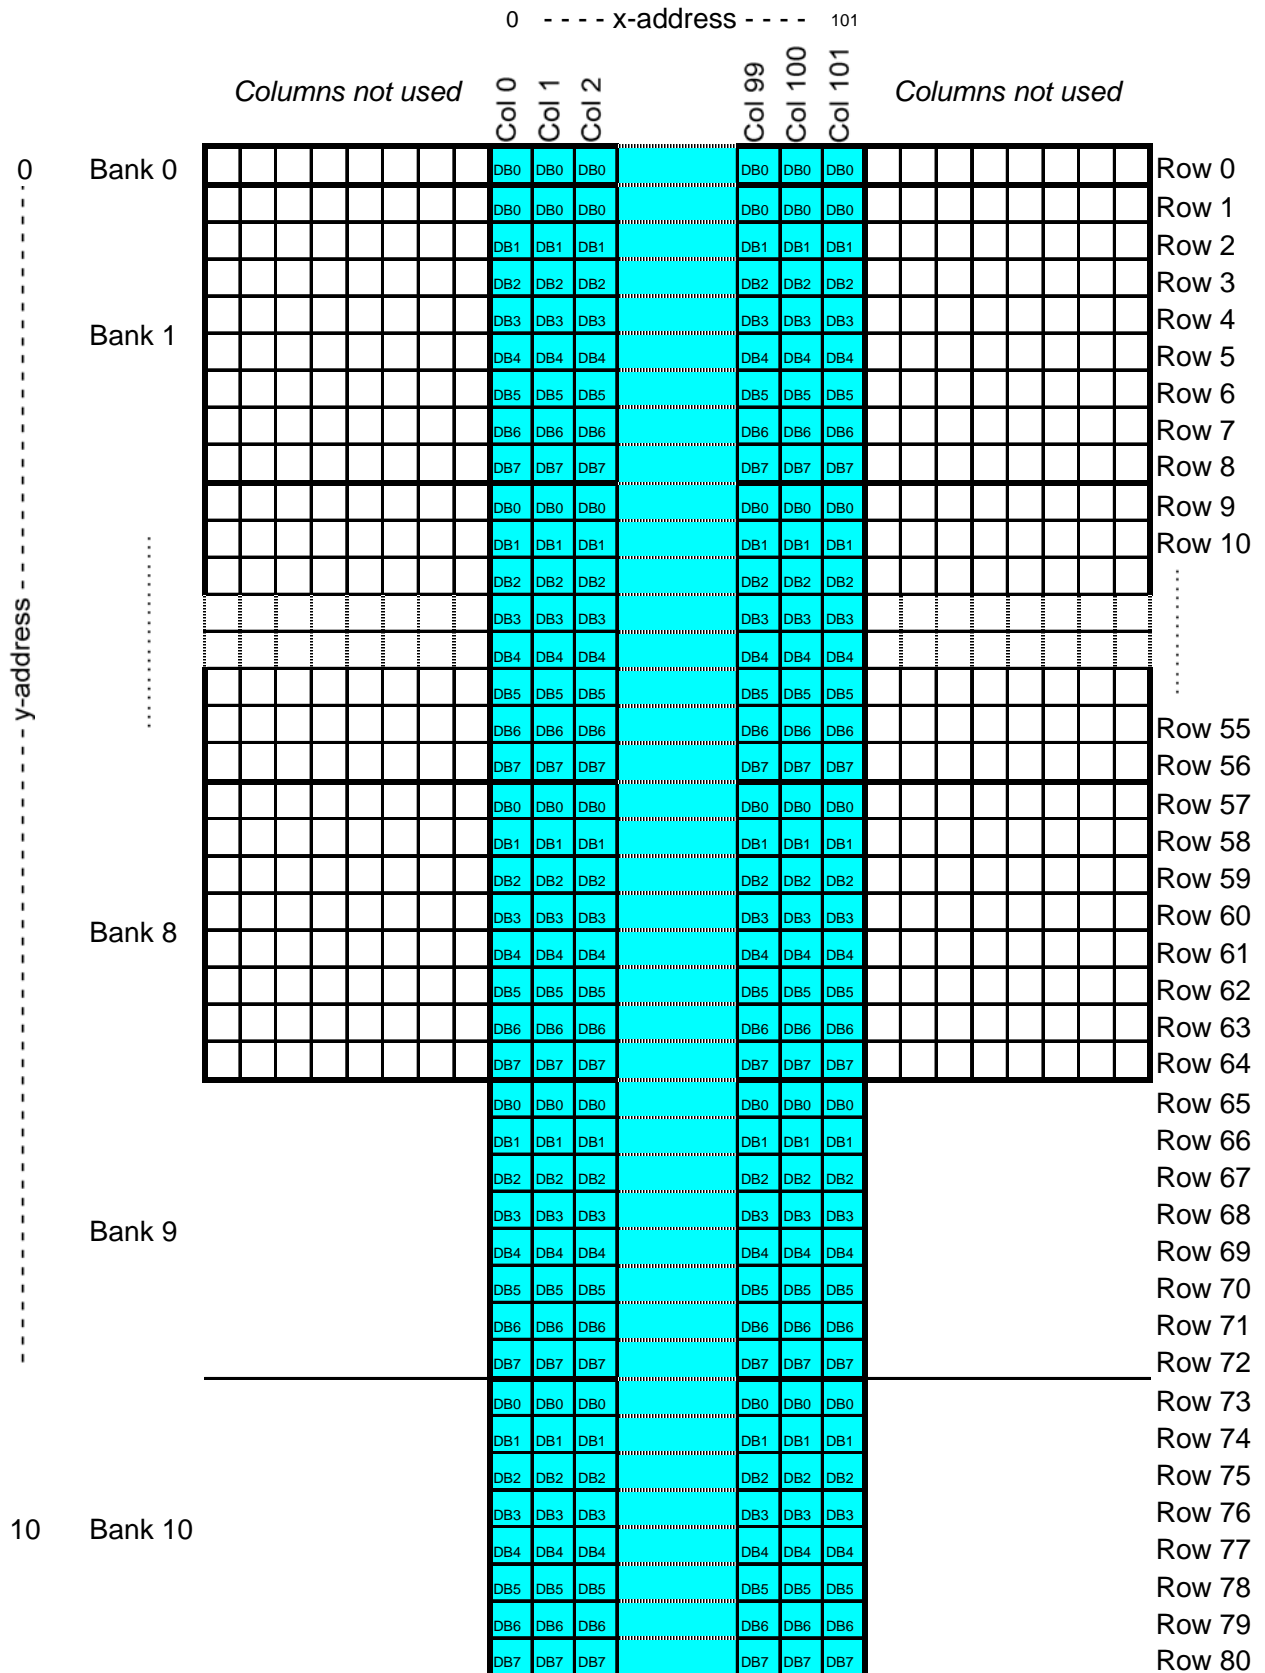 0 - - - - x-address - - - - 101
Columns not used Col 0 Col 1 Col 2 Col 99 Col 100 Col 101 Columns not used
0 Bank 0 DB0 DB0 DB0 DB0 DB0 DB0 Row 0
DB0 DB0 DB0 DB0 DB0 DB0 Row 1
DB1 DB1 DB1 DB1 DB1 DB1 Row 2
DB2 DB2 DB2 DB2 DB2 DB2 Row 3
Bank 1 DB3 DB3 DB3 DB3 DB3 DB3 Row 4
DB4 DB4 DB4 DB4 DB4 DB4 Row 5
DB5 DB5 DB5 DB5 DB5 DB5 Row 6
DB6 DB6 DB6 DB6 DB6 DB6 Row 7
DB7 DB7 DB7 DB7 DB7 DB7 Row 8
DB0 DB0 DB0 DB0 DB0 DB0 Row 9
DB1 DB1 DB1 DB1 DB1 DB1 Row 10
DB2 DB2 DB2 DB2 DB2 DB2
DB3 DB3 DB3 DB3 DB3 DB3
y-address DB4 DB4 DB4 DB4 DB4 DB4
DB5 DB5 DB5 DB5 DB5 DB5
DB6 DB6 DB6 DB6 DB6 DB6 Row 55
DB7 DB7 DB7 DB7 DB7 DB7 Row 56
DB0 DB0 DB0 DB0 DB0 DB0 Row 57
DB1 DB1 DB1 DB1 DB1 DB1 Row 58
DB2 DB2 DB2 DB2 DB2 DB2 Row 59
Bank 8 DB3 DB3 DB3 DB3 DB3 DB3 Row 60
DB4 DB4 DB4 DB4 DB4 DB4 Row 61
DB5 DB5 DB5 DB5 DB5 DB5 Row 62
DB6 DB6 DB6 DB6 DB6 DB6 Row 63
DB7 DB7 DB7 DB7 DB7 DB7 Row 64
DB0 DB0 DB0 DB0 DB0 DB0 Row 65
DB1 DB1 DB1 DB1 DB1 DB1 Row 66
DB2 DB2 DB2 DB2 DB2 DB2 Row 67
Bank 9 DB3 DB3 DB3 DB3 DB3 DB3 Row 68
DB4 DB4 DB4 DB4 DB4 DB4 Row 69
DB5 DB5 DB5 DB5 DB5 DB5 Row 70
DB6 DB6 DB6 DB6 DB6 DB6 Row 71
DB7 DB7 DB7 DB7 DB7 DB7 Row 72
DB0 DB0 DB0 DB0 DB0 DB0 Row 73
DB1 DB1 DB1 DB1 DB1 DB1 Row 74
DB2 DB2 DB2 DB2 DB2 DB2 Row 75
10 Bank 10 DB3 DB3 DB3 DB3 DB3 DB3 Row 76
DB4 DB4 DB4 DB4 DB4 DB4 Row 77
DB5 DB5 DB5 DB5 DB5 DB5 Row 78
DB6 DB6 DB6 DB6 DB6 DB6 Row 79
DB7 DB7 DB7 DB7 DB7 DB7 Row 80